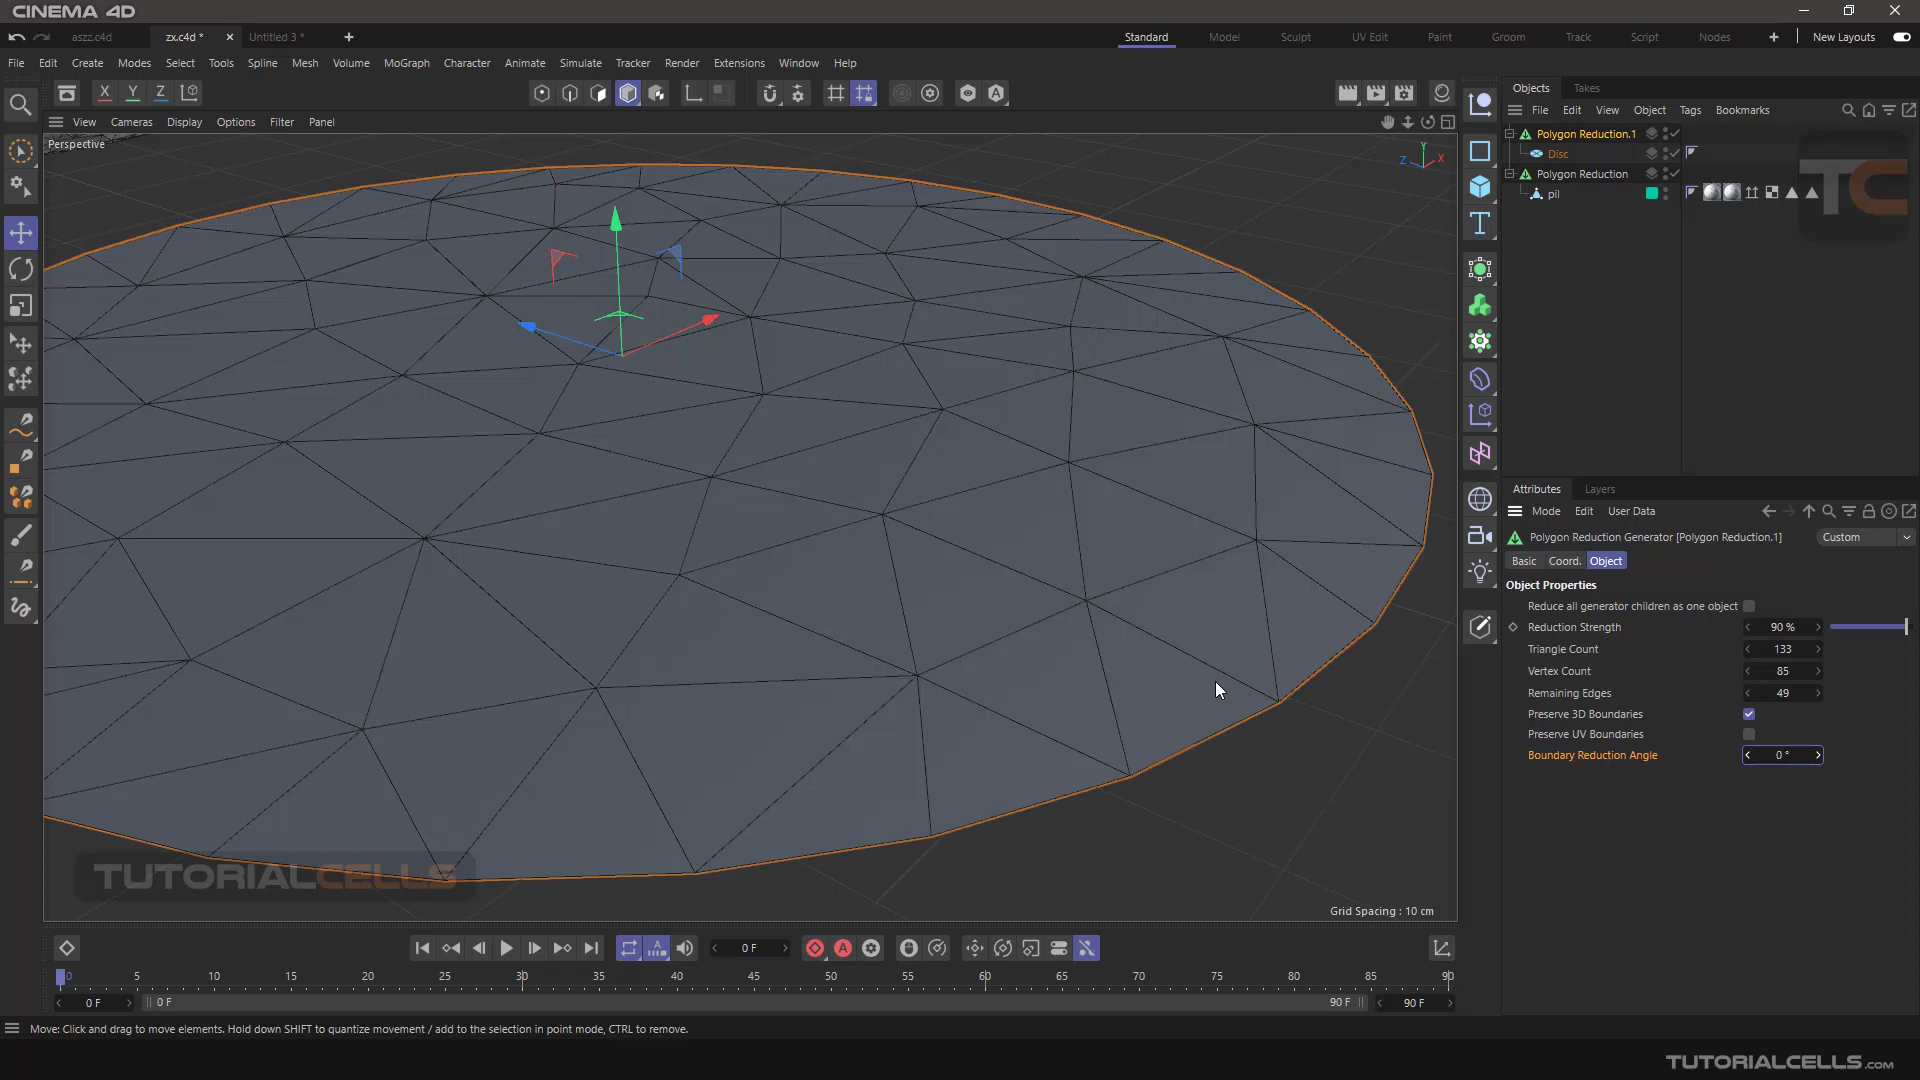 CINEMA 4D
aszz.c4d
zx.c4d *
Untitled 3 *
Standard
Model
Sculpt
UV Edit
Paint
Groom
Track
Script
Nodes
New Layouts
File
Edit
Create
Modes
Select
Tools
Spline
Mesh
Volume
MoGraph
Character
Animate
Simulate
Tracker
Render
Extensions
Window
Help
X
Y
Z
Objects
Takes
File
Edit
View
Object
Tags
Bookmarks
View
Cameras
Display
Options
Filter
Panel
Perspective
Y
Z
X
Polygon Reduction.1
Disc
Polygon Reduction
pil
TC
Attributes
Layers
Mode
Edit
User Data
Polygon Reduction Generator [Polygon Reduction.1]
Custom
Basic
Coord.
Object
Object Properties
Reduce all generator children as one object
Reduction Strength
90 %
Triangle Count
133
Vertex Count
85
Remaining Edges
49
Preserve 3D Boundaries
Preserve UV Boundaries
Boundary Reduction Angle
0 °
TUTORIALCELLS
Grid Spacing : 10 cm
0 F
0
5
10
15
20
25
30
35
40
45
50
55
60
65
70
75
80
85
90
0 F
0 F
90 F
90 F
Move: Click and drag to move elements. Hold down SHIFT to quantize movement / add to the selection in point mode, CTRL to remove.
TUTORIALCELLS.com